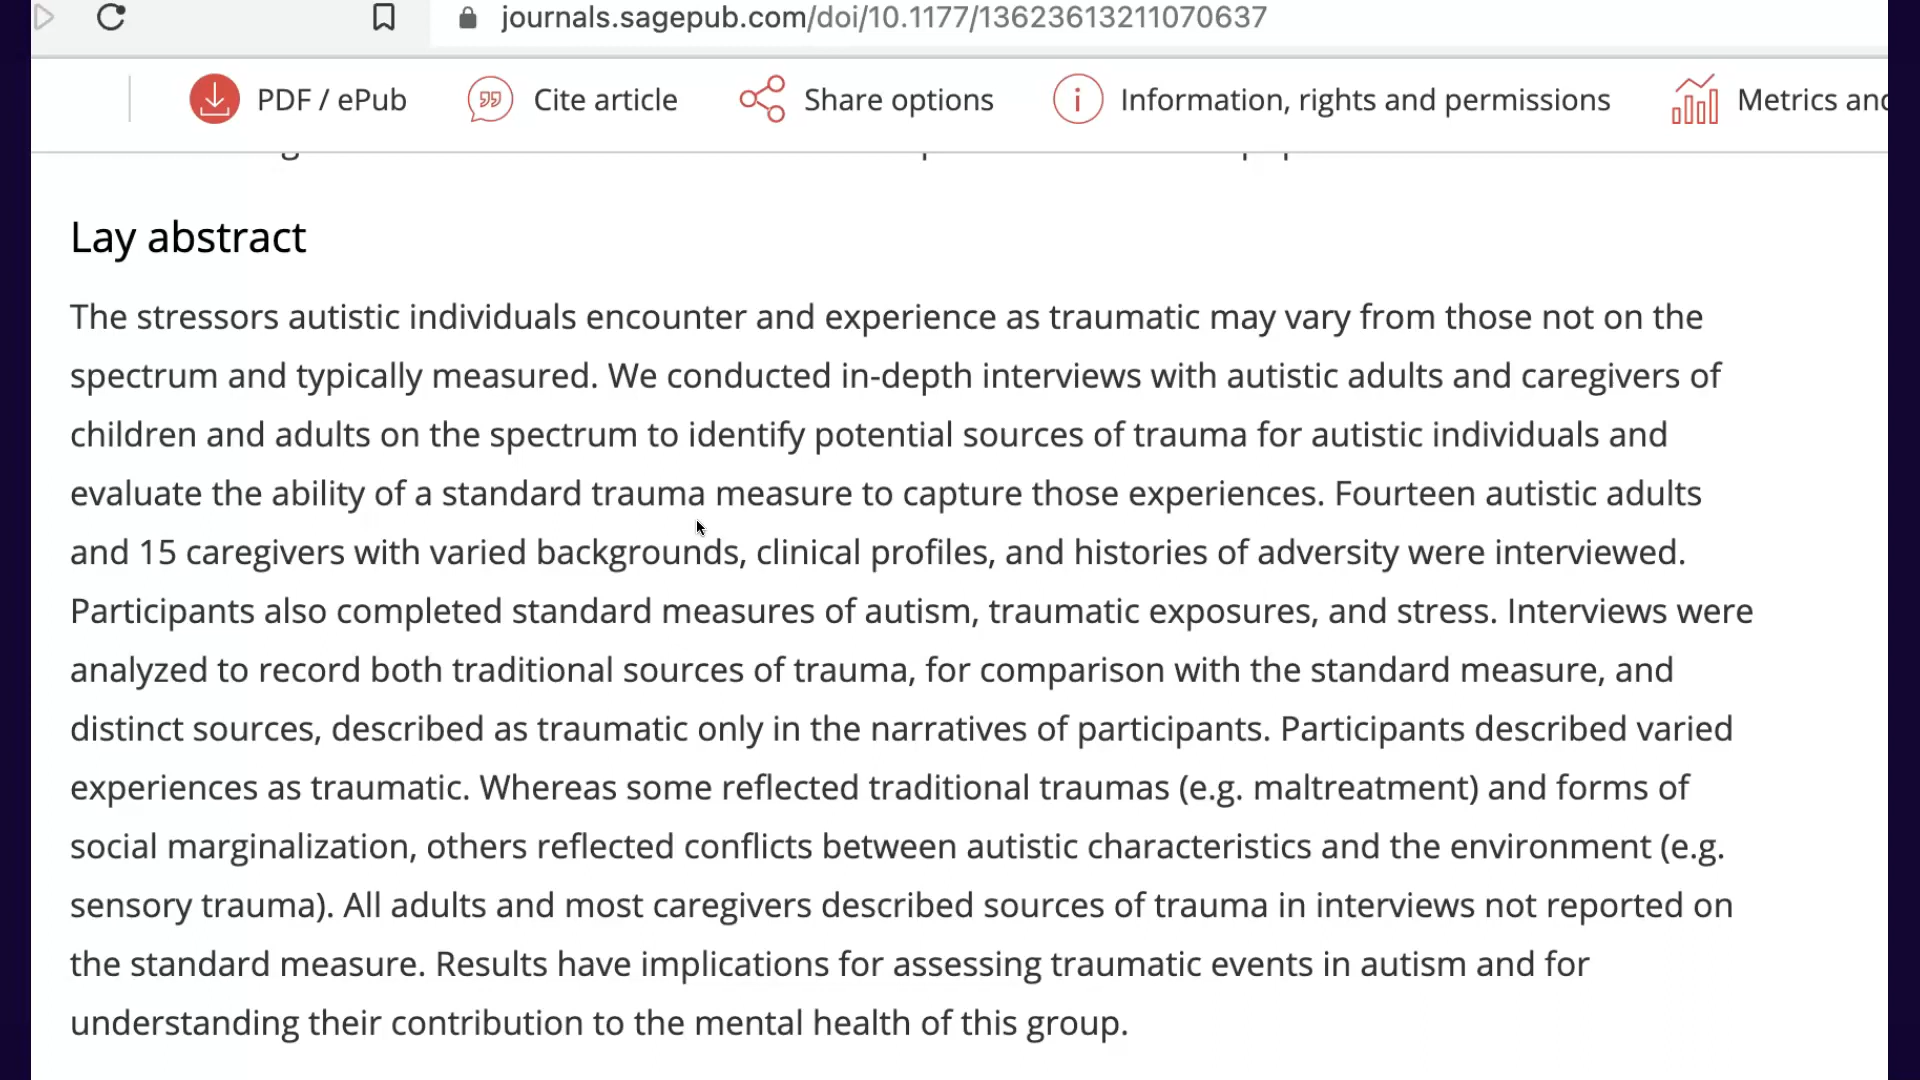 journals.sagepub.com/doi/10.1177/13623613211070637
PDF / ePub
Cite article
Share options
Information, rights and permissions
Metrics
Lay abstract
The stressors autistic individuals encounter and experience as traumatic may vary from those not on the
spectrum and typically measured. We conducted in-depth interviews with autistic adults and caregivers of
children and adults on the spectrum to identify potential sources of trauma for autistic individuals and
evaluate the ability of a standard trauma measure to capture those experiences. Fourteen autistic adults
and 15 caregivers with varied backgrounds, clinical profiles, and histories of adversity were interviewed.
Participants also completed standard measures of autism, traumatic exposures, and stress. Interviews were
analyzed to record both traditional sources of trauma, for comparison with the standard measure, and
distinct sources, described as traumatic only in the narratives of participants. Participants described varied
experiences as traumatic. Whereas some reflected traditional traumas (e.g. maltreatment) and forms of
social marginalization, others reflected conflicts between autistic characteristics and the environment (e.g.
sensory trauma). All adults and most caregivers described sources of trauma in interviews not reported on
the standard measure. Results have implications for assessing traumatic events in autism and for
understanding their contribution to the mental health of this group.